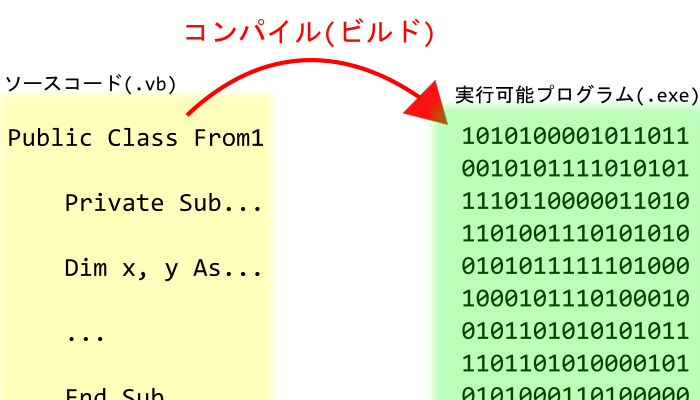 コンパイル(ビルド)
ソースコード(.vb)
Public Class From1
Private Sub...
Dim x, y As...
...
End Sub
実行可能プログラム(.exe)
1010100001011011
0010101111010101
1110110000011010
1101001110101010
0101011111101000
1000101110100010
0101101010101011
1101101010000101
0101000110100000